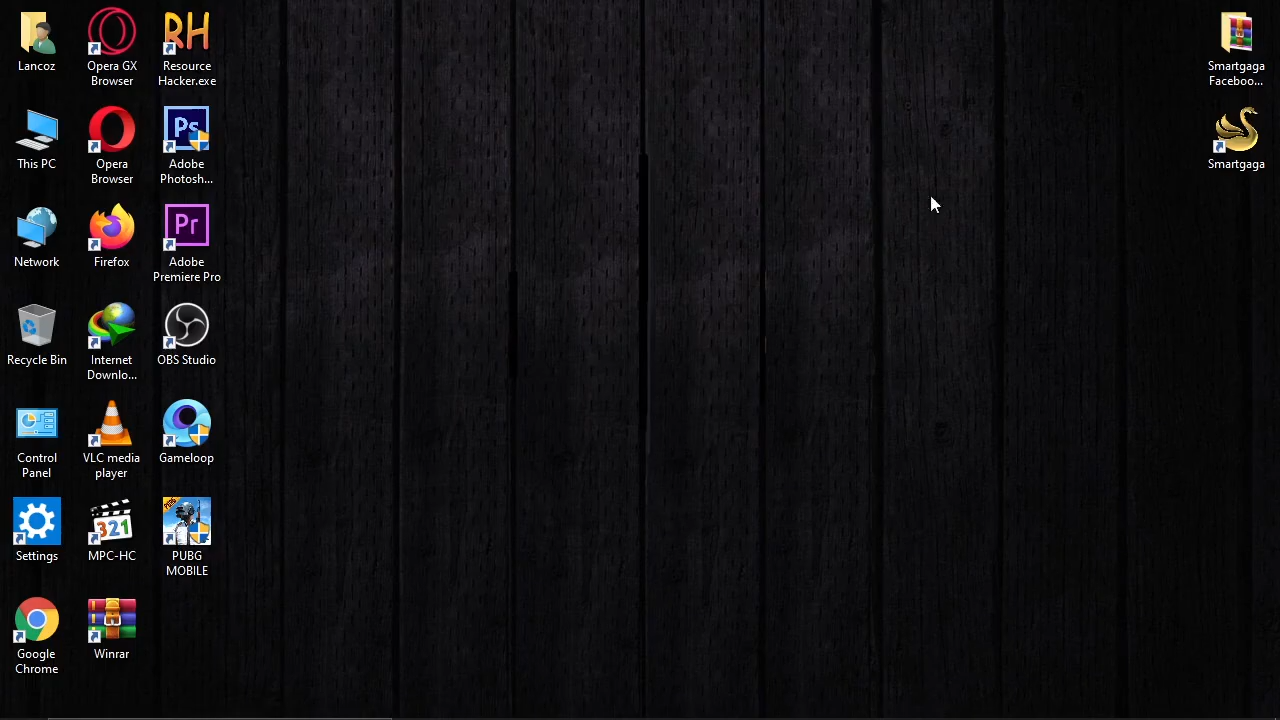 Lancoz
Opera GX
Browser
RH
Resource
Hacker.exe
Smartgaga
Faceboo...
This PC
Opera
Browser
Ps
Adobe
Photosh...
Smartgaga
Network
Firefox
Pr
Adobe
Premiere Pro
Recycle Bin
Internet
Downlo...
OBS Studio
Control
Panel
VLC media
player
Gameloop
Settings
321
MPC-HC
PUBG
MOBILE
Google
Chrome
Winrar